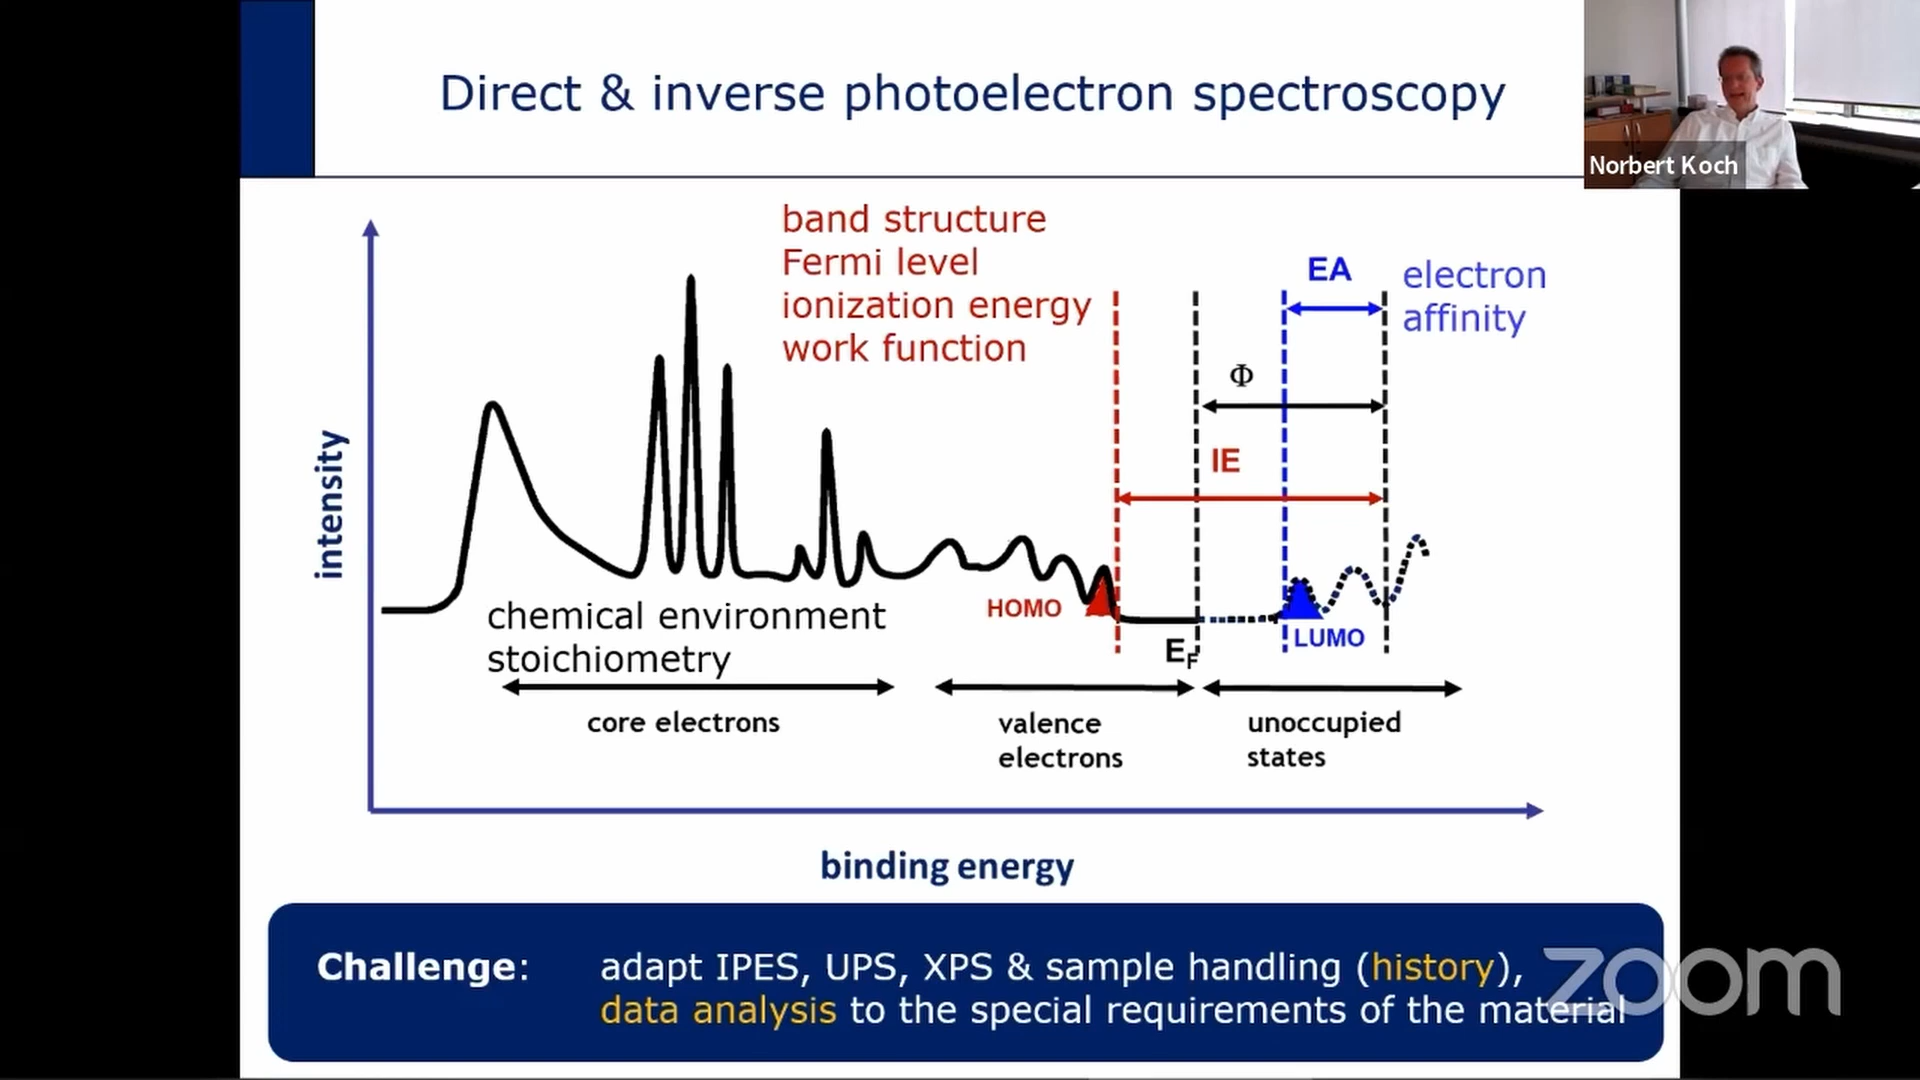 Direct & inverse photoelectron spectroscopy
Norbert Koch
band structure
Fermi level
ionization energy
work function
EA
electron
affinity
Φ
IE
intensity
HOMO
E_F
LUMO
chemical environment
stoichiometry
core electrons
valence
electrons
unoccupied
states
binding energy
Challenge: adapt IPES, UPS, XPS & sample handling (history),
data analysis to the special requirements of the material
zoom